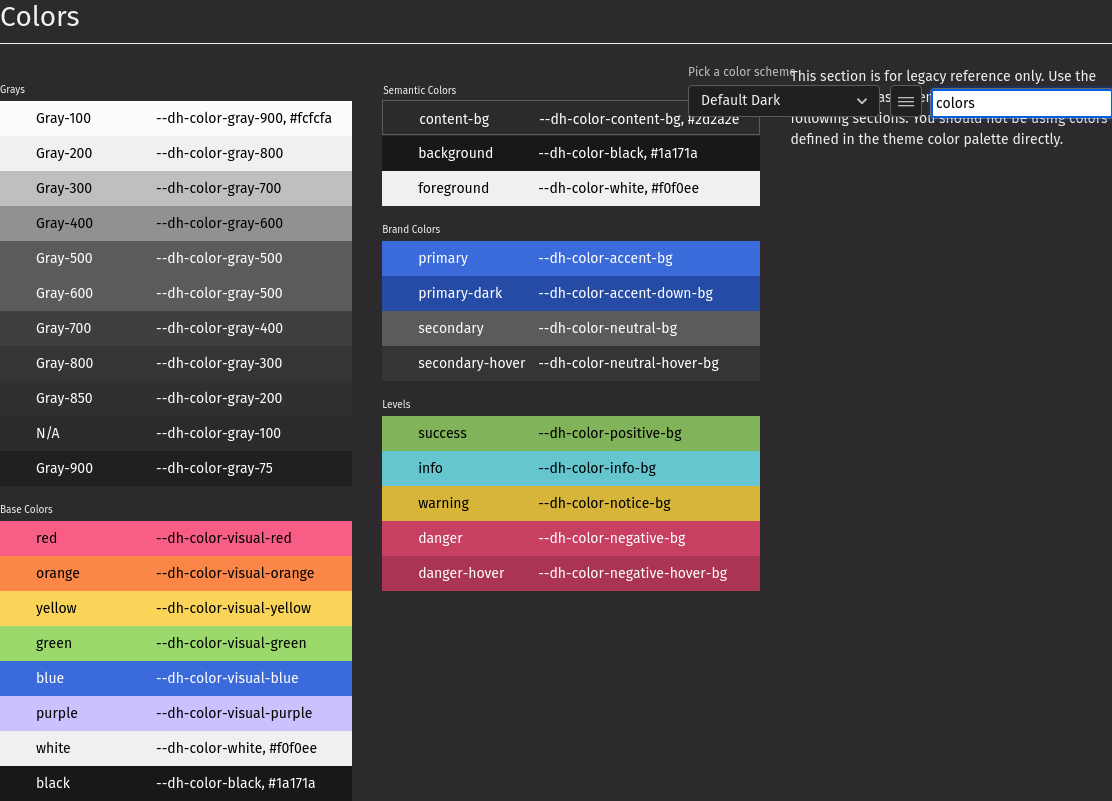 Colors
Grays
Gray-100 --dh-color-gray-900, #fcfcfa
Gray-200 --dh-color-gray-800
Gray-300 --dh-color-gray-700
Gray-400 --dh-color-gray-600
Gray-500 --dh-color-gray-500
Gray-600 --dh-color-gray-500
Gray-700 --dh-color-gray-400
Gray-800 --dh-color-gray-300
Gray-850 --dh-color-gray-200
N/A --dh-color-gray-100
Gray-900 --dh-color-gray-75
Base Colors
red --dh-color-visual-red
orange --dh-color-visual-orange
yellow --dh-color-visual-yellow
green --dh-color-visual-green
blue --dh-color-visual-blue
purple --dh-color-visual-purple
white --dh-color-white, #f0f0ee
black --dh-color-black, #1a171a
Semantic Colors
content-bg --dh-color-content-bg, #2d2a2e
background --dh-color-black, #1a171a
foreground --dh-color-white, #f0f0ee
Brand Colors
primary --dh-color-accent-bg
primary-dark --dh-color-accent-down-bg
secondary --dh-color-neutral-bg
secondary-hover --dh-color-neutral-hover-bg
Levels
success --dh-color-positive-bg
info --dh-color-info-bg
warning --dh-color-notice-bg
danger --dh-color-negative-bg
danger-hover --dh-color-negative-hover-bg
Pick a color scheme
Default Dark
colors
This section is for legacy reference only. Use the
following sections. You should not be using colors
defined in the theme color palette directly.